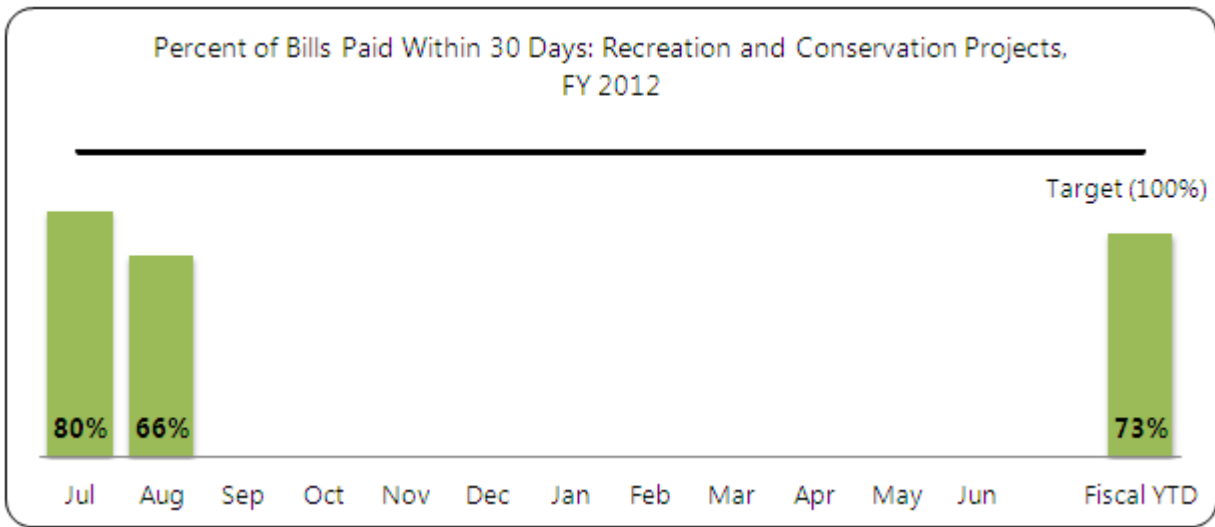 Percent of Bills Paid Within 30 Days: Recreation and Conservation Projects,
FY 2012
Target (100%)
80% 66% 73%
Jul Aug Sep Oct Nov Dec Jan Feb Mar Apr May Jun Fiscal YTD